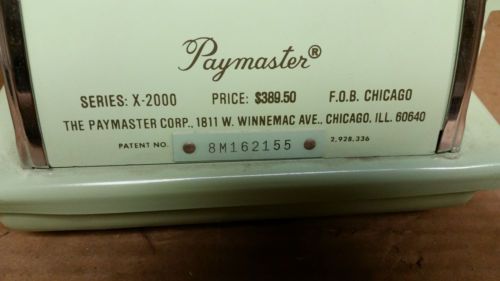 Paymaster®
SERIES: X-2000 PRICE: $389.50 F.O.B. CHICAGO
THE PAYMASTER CORP., 1811 W. WINNEMAC AVE., CHICAGO, ILL. 60640
PATENT NO. 8M162155 2,928,336